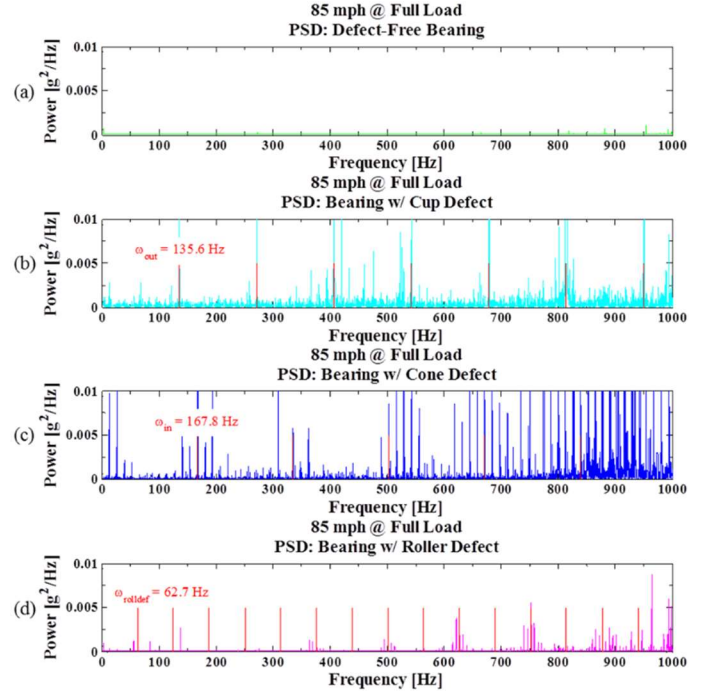 85 mph @ Full Load
PSD: Defect-Free Bearing
(a)
Power [g²/Hz]
0.01
0.005
0
0 100 200 300 400 500 600 700 800 900 1000
Frequency [Hz]
85 mph @ Full Load
PSD: Bearing w/ Cup Defect
(b)
Power [g²/Hz]
0.01
0.005
0
ω_out = 135.6 Hz
0 100 200 300 400 500 600 700 800 900 1000
Frequency [Hz]
85 mph @ Full Load
PSD: Bearing w/ Cone Defect
(c)
Power [g²/Hz]
0.01
0.005
0
ω_in = 167.8 Hz
0 100 200 300 400 500 600 700 800 900 1000
Frequency [Hz]
85 mph @ Full Load
PSD: Bearing w/ Roller Defect
(d)
Power [g²/Hz]
0.01
0.005
0
ω_rolldef = 62.7 Hz
0 100 200 300 400 500 600 700 800 900 1000
Frequency [Hz]